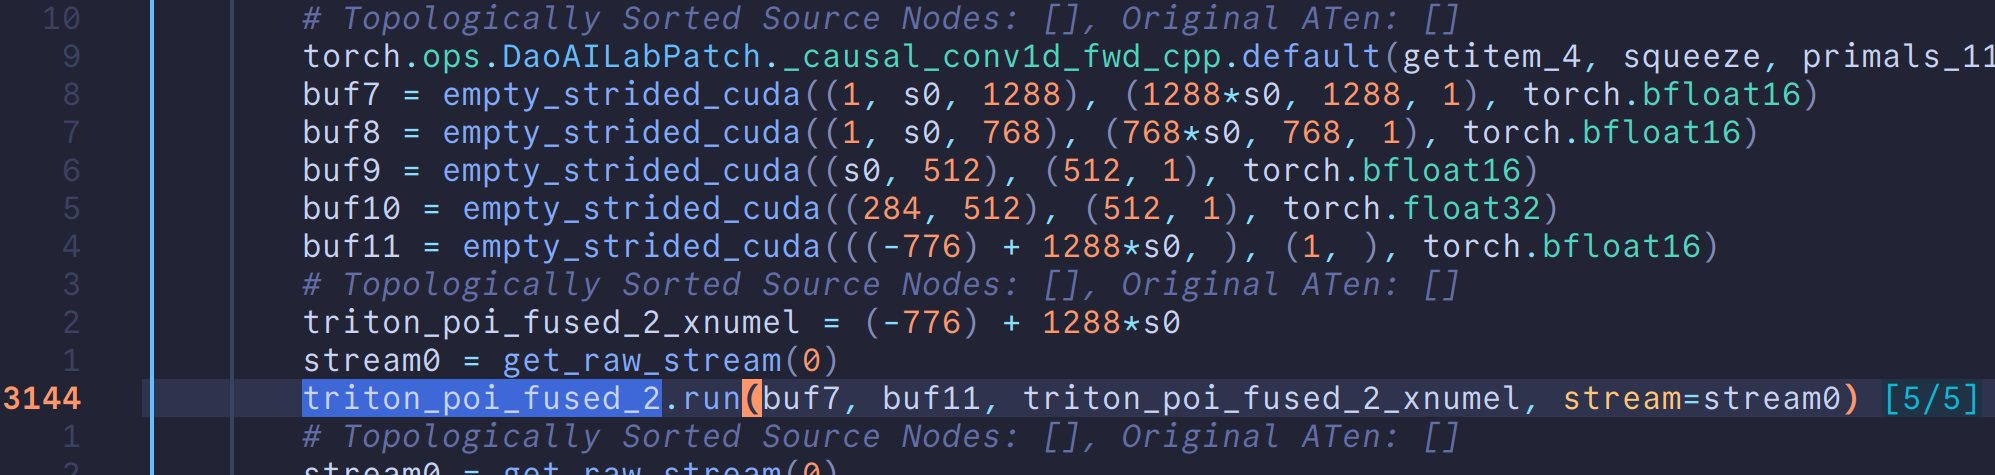 10 # Topologically Sorted Source Nodes: [], Original ATen: []
9 torch.ops.DaoAILabPatch._causal_conv1d_fwd_cpp.default(getitem_4, squeeze, primals_11
8 buf7 = empty_strided_cuda((1, s0, 1288), (1288*s0, 1288, 1), torch.bfloat16)
7 buf8 = empty_strided_cuda((1, s0, 768), (768*s0, 768, 1), torch.bfloat16)
6 buf9 = empty_strided_cuda((s0, 512), (512, 1), torch.bfloat16)
5 buf10 = empty_strided_cuda((284, 512), (512, 1), torch.float32)
4 buf11 = empty_strided_cuda(((-776) + 1288*s0, ), (1, ), torch.bfloat16)
3 # Topologically Sorted Source Nodes: [], Original ATen: []
2 triton_poi_fused_2_xnumel = (-776) + 1288*s0
1 stream0 = get_raw_stream(0)
3144 triton_poi_fused_2.run(buf7, buf11, triton_poi_fused_2_xnumel, stream=stream0) [5/5]
1 # Topologically Sorted Source Nodes: [], Original ATen: []
2 stream0 = get_raw_stream(0)